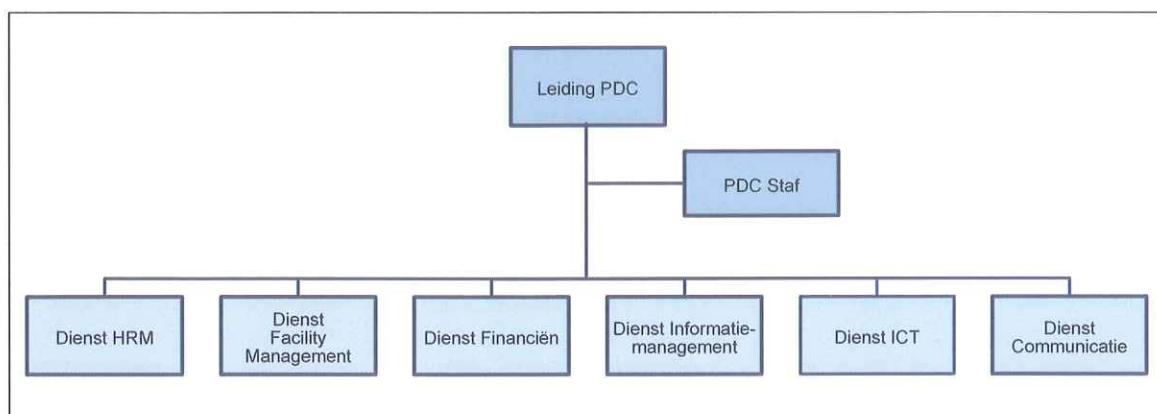 Leiding PDC
PDC Staf
Dienst HRM
Dienst
Facility
Management
Dienst Financiën
Dienst Informatie-
management
Dienst ICT
Dienst
Communicatie